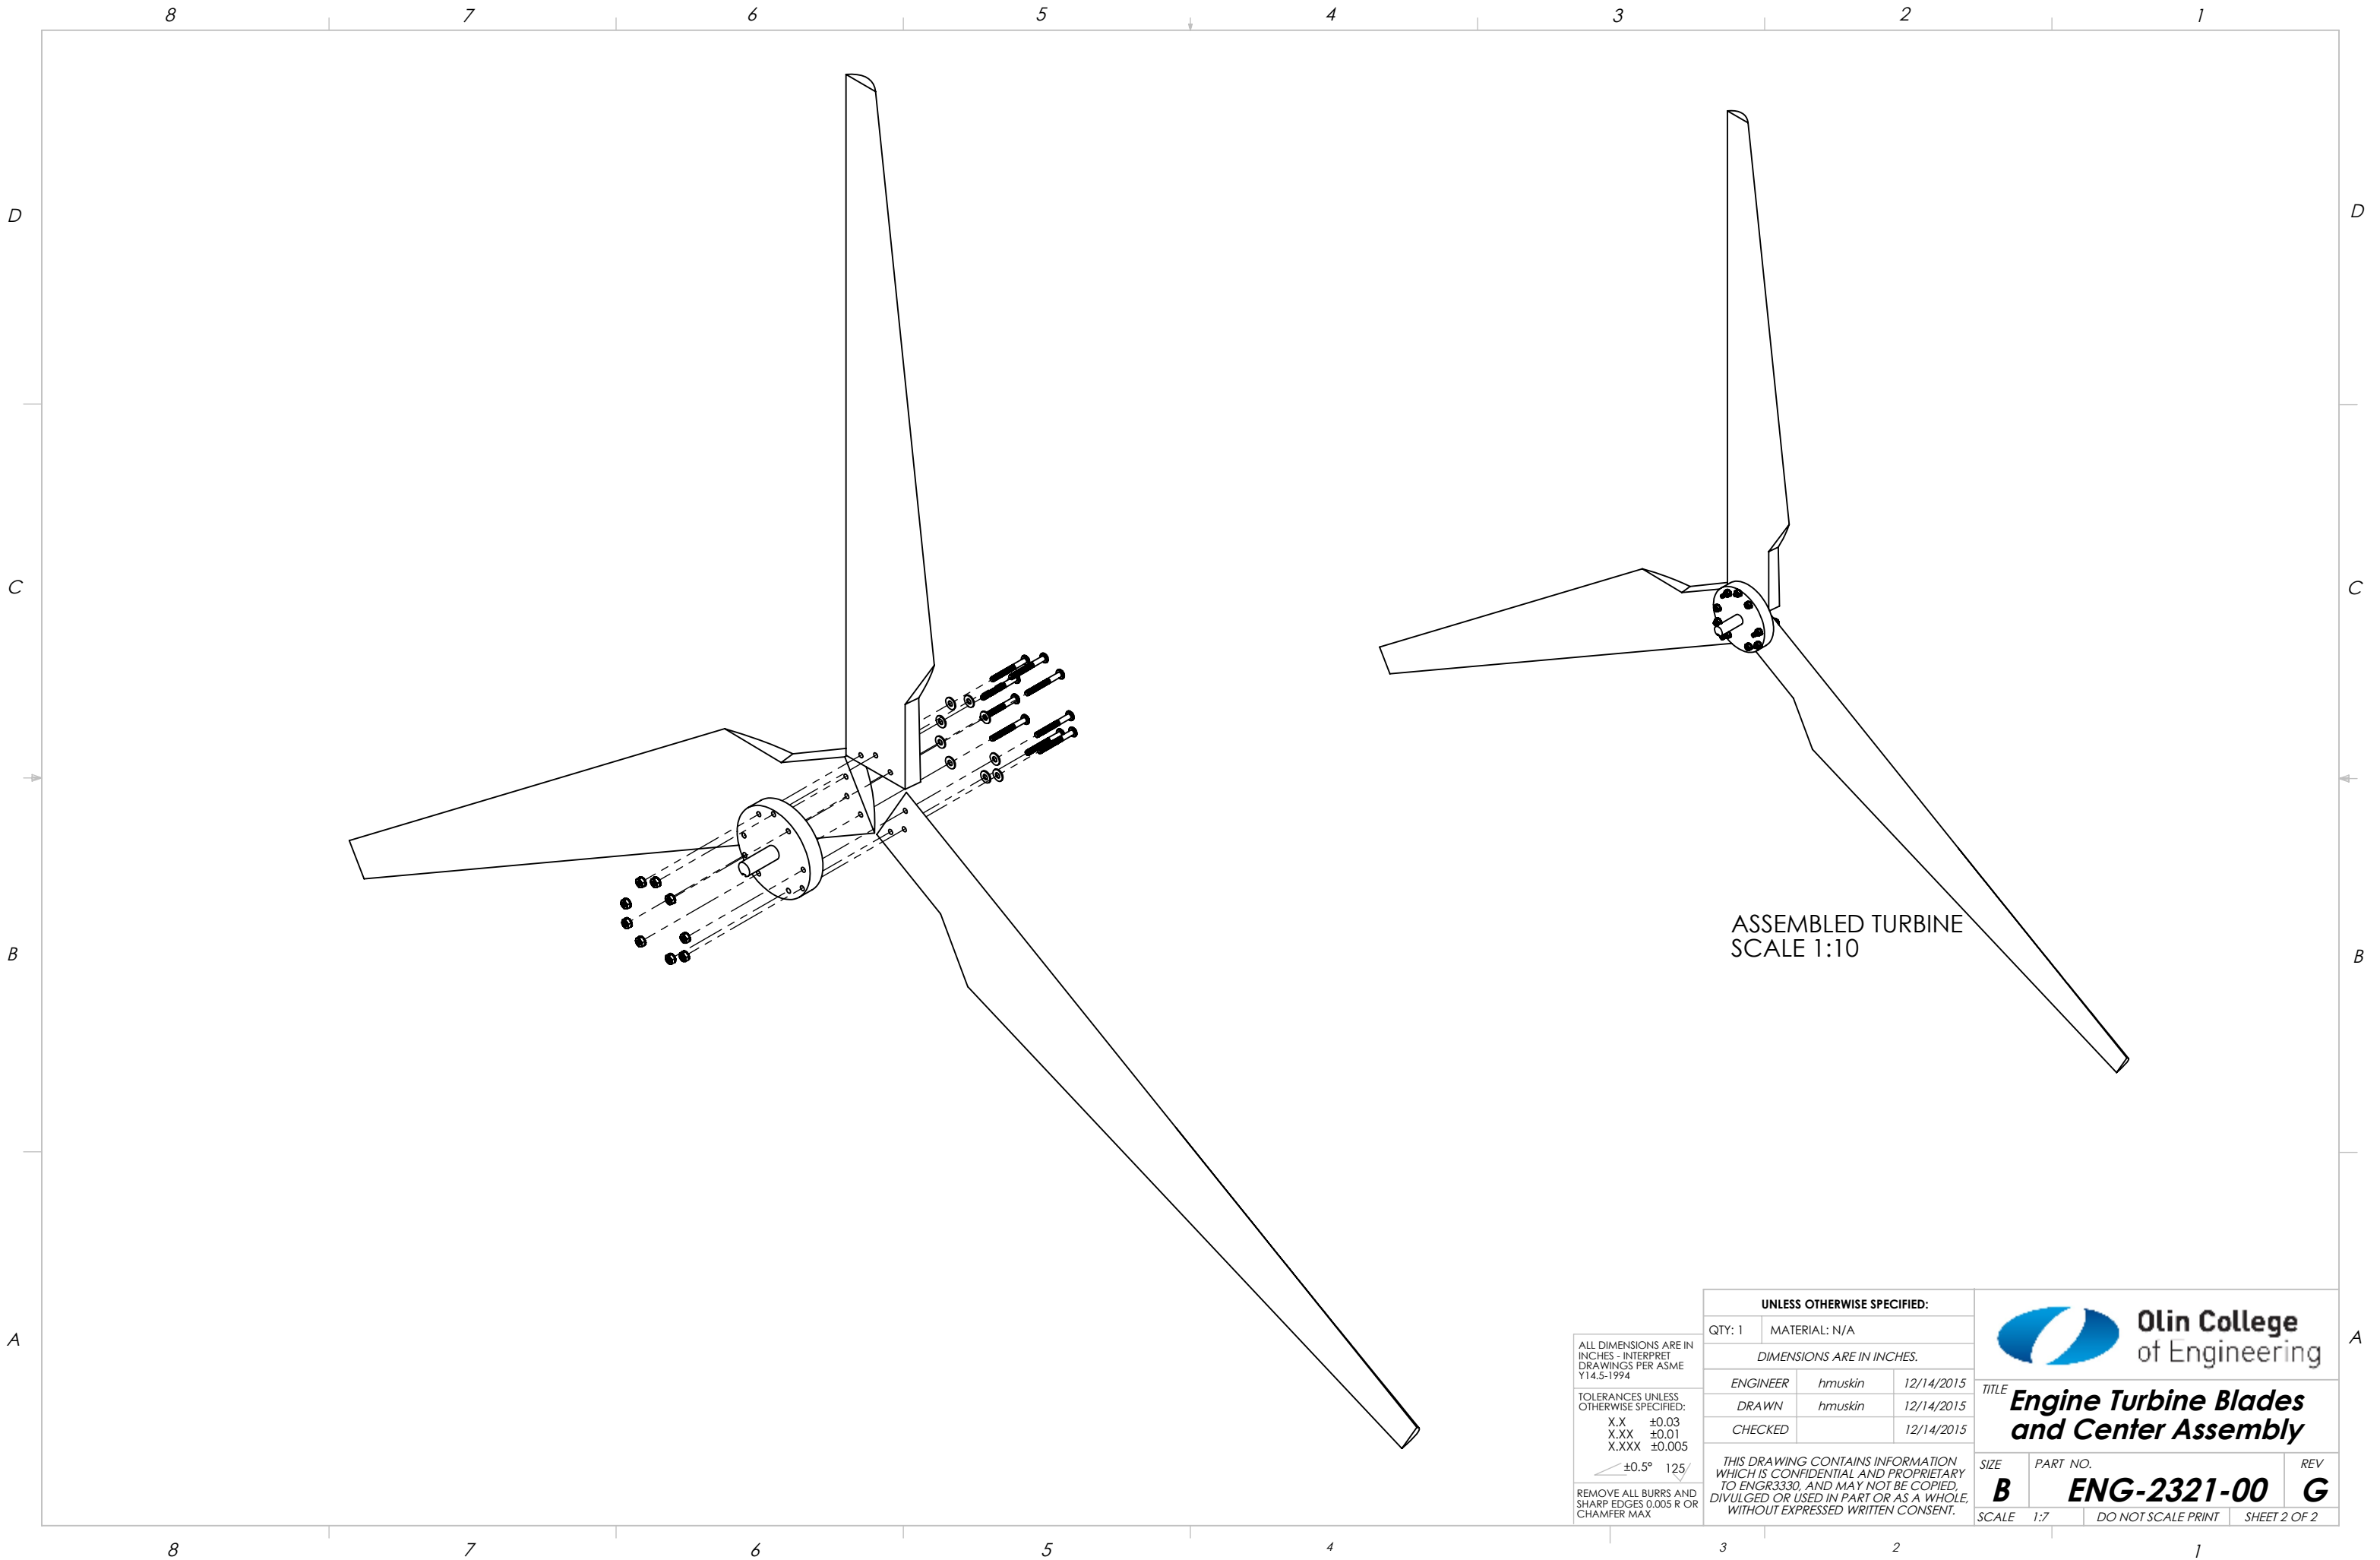 8 7 6 5 4 3 2 1
D D
C C
B B
A A
ASSEMBLED TURBINE
SCALE 1:10
ALL DIMENSIONS ARE IN
INCHES - INTERPRET
DRAWINGS PER ASME
Y14.5-1994
TOLERANCES UNLESS
OTHERWISE SPECIFIED:
X.X ±0.03
X.XX ±0.01
X.XXX ±0.005
±0.5° 125
REMOVE ALL BURRS AND
SHARP EDGES 0.005 R OR
CHAMFER MAX
UNLESS OTHERWISE SPECIFIED:
QTY: 1 MATERIAL: N/A
DIMENSIONS ARE IN INCHES.
ENGINEER hmuskin 12/14/2015
DRAWN hmuskin 12/14/2015
CHECKED 12/14/2015
THIS DRAWING CONTAINS INFORMATION
WHICH IS CONFIDENTIAL AND PROPRIETARY
TO ENGR3330, AND MAY NOT BE COPIED,
DIVULGED OR USED IN PART OR AS A WHOLE,
WITHOUT EXPRESSED WRITTEN CONSENT.
Olin College
of Engineering
TITLE Engine Turbine Blades
and Center Assembly
SIZE PART NO. REV
B ENG-2321-00 G
SCALE 1:7 DO NOT SCALE PRINT SHEET 2 OF 2
8 7 6 5 4 3 2 1